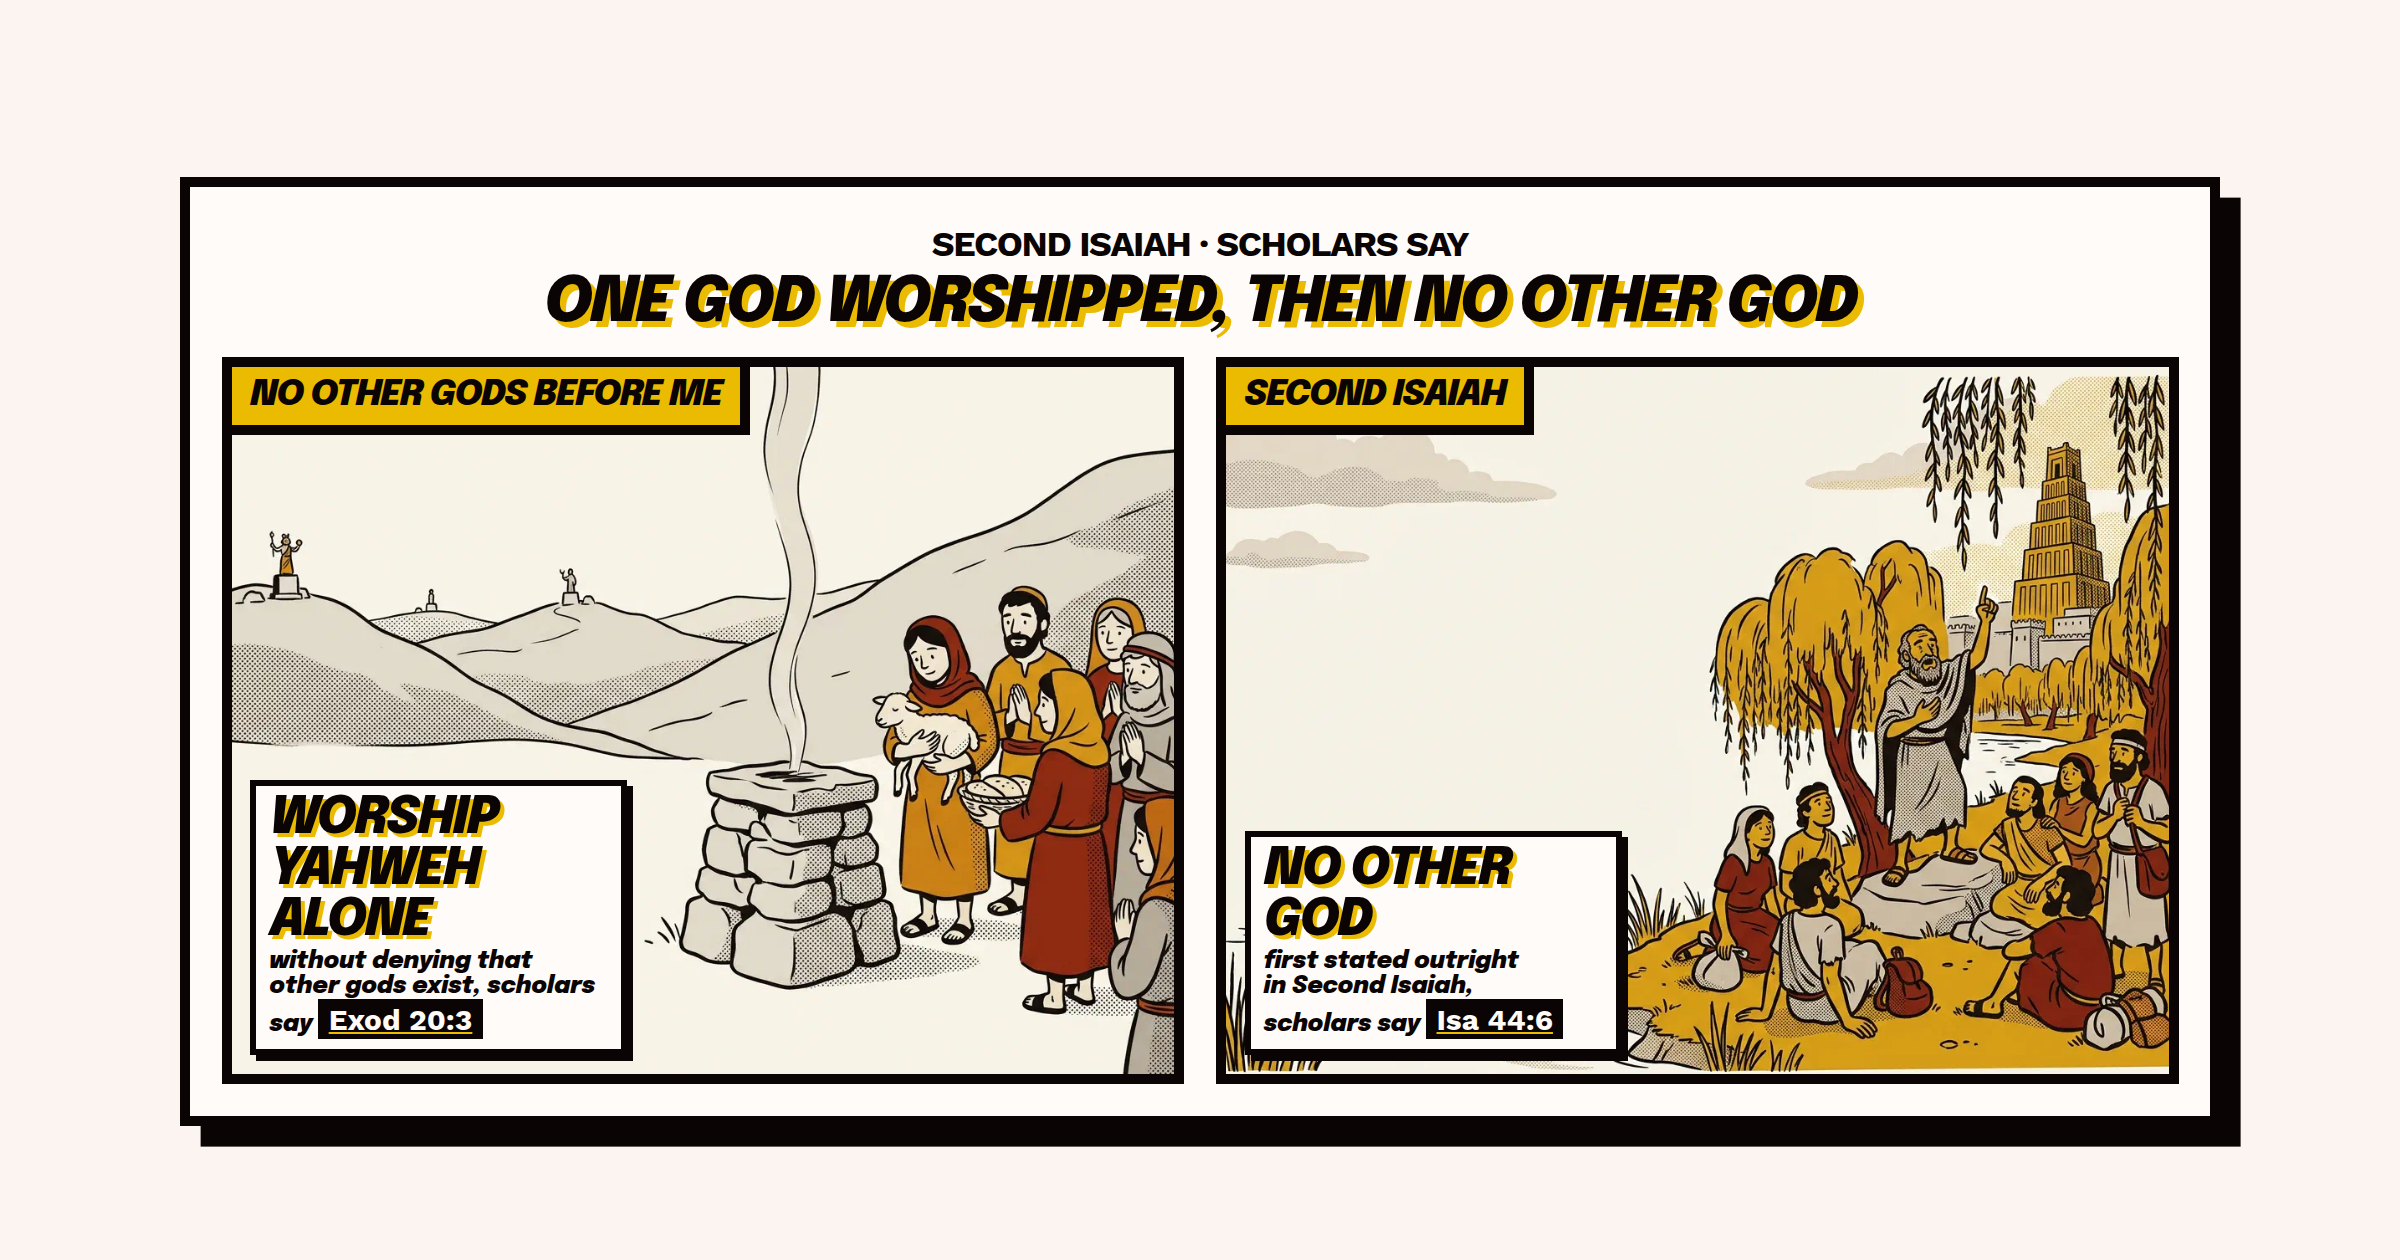 SECOND ISAIAH · SCHOLARS SAY
ONE GOD WORSHIPPED, THEN NO OTHER GOD
NO OTHER GODS BEFORE ME
WORSHIP
YAHWEH
ALONE
without denying that
other gods exist, scholars
say Exod 20:3
SECOND ISAIAH
NO OTHER
GOD
first stated outright
in Second Isaiah,
scholars say Isa 44:6